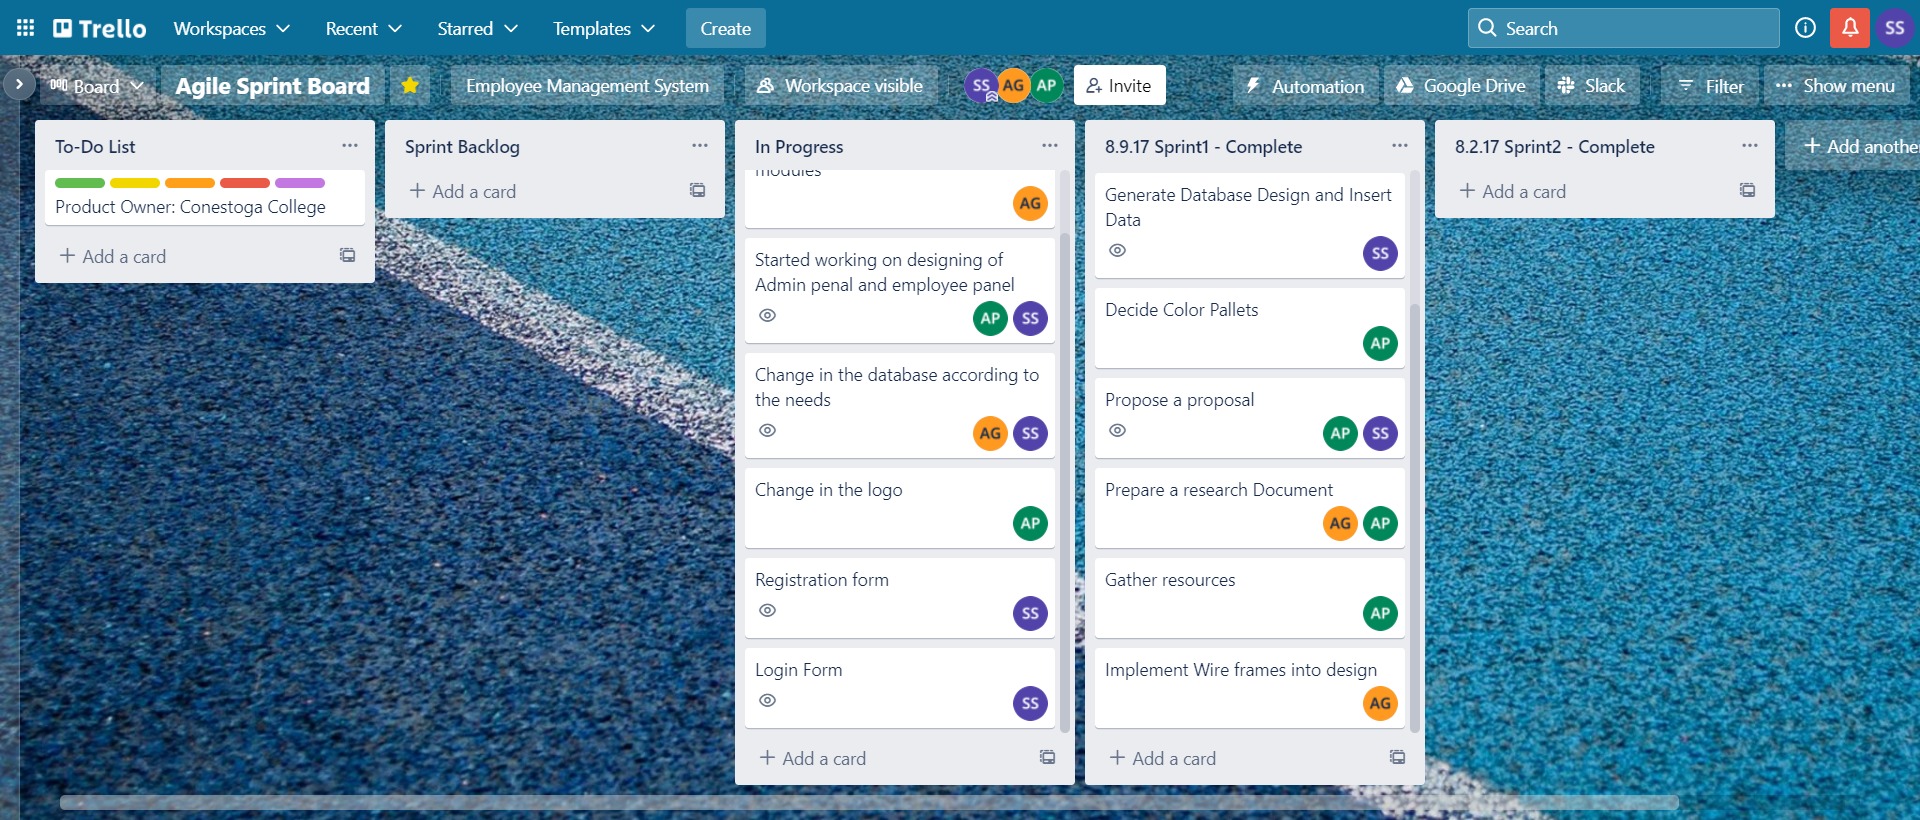 Trello Workspaces Recent Starred Templates Create Search SS
Board Agile Sprint Board Employee Management System Workspace visible SS AG AP Invite Automation Google Drive Slack Filter Show menu
To-Do List
Product Owner: Conestoga College
+ Add a card
Sprint Backlog
+ Add a card
In Progress
modules
AG
Started working on designing of
Admin penal and employee panel
AP SS
Change in the database according to
the needs
AG SS
Change in the logo
AP
Registration form
SS
Login Form
SS
+ Add a card
8.9.17 Sprint1 - Complete
Generate Database Design and Insert
Data
SS
Decide Color Pallets
AP
Propose a proposal
AP SS
Prepare a research Document
AG AP
Gather resources
AP
Implement Wire frames into design
AG
+ Add a card
8.2.17 Sprint2 - Complete
+ Add a card
+ Add another